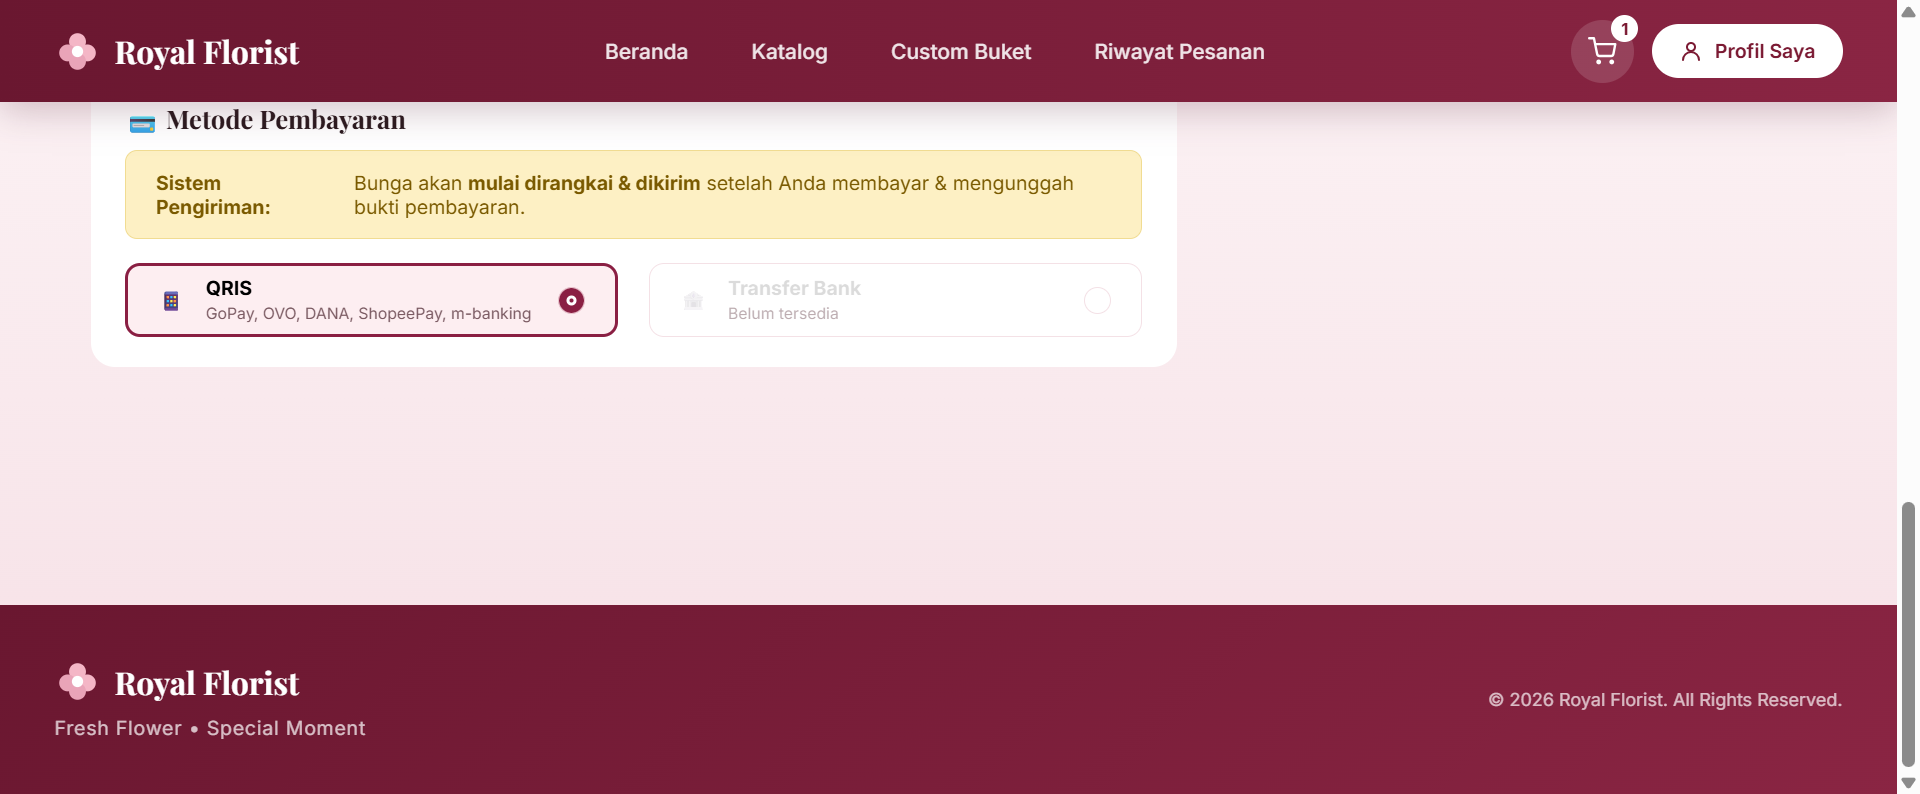 Royal Florist
Beranda
Katalog
Custom Buket
Riwayat Pesanan
1
Profil Saya
Metode Pembayaran
Sistem Pengiriman:
Bunga akan mulai dirangkai & dikirim setelah Anda membayar & mengunggah
bukti pembayaran.
QRIS
GoPay, OVO, DANA, ShopeePay, m-banking
Transfer Bank
Belum tersedia
Royal Florist
Fresh Flower • Special Moment
© 2026 Royal Florist. All Rights Reserved.